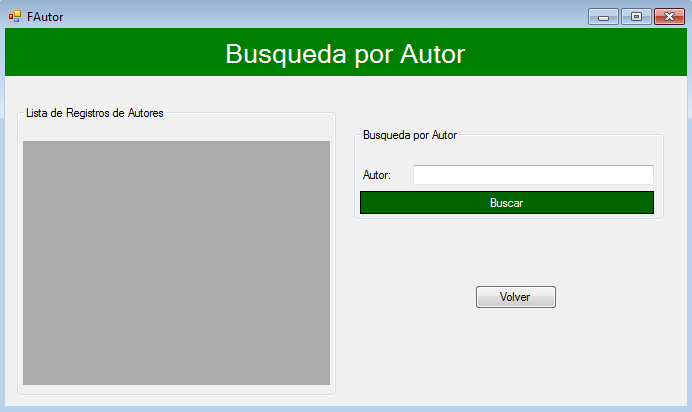 FAutor
Busqueda por Autor
Lista de Registros de Autores
Busqueda por Autor
Autor:
Buscar
Volver